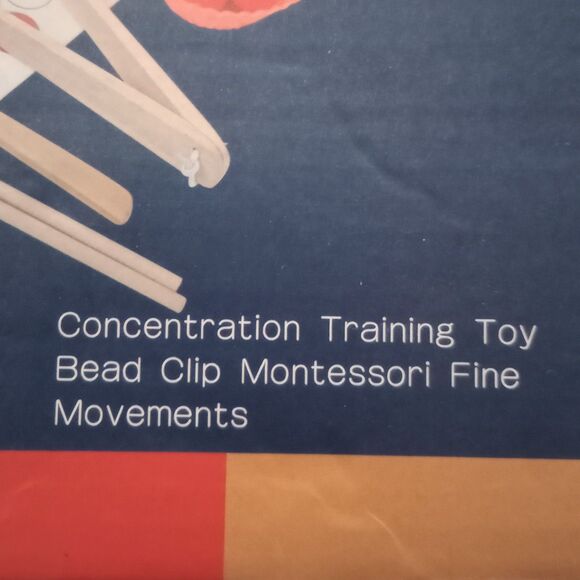 Concentration Training Toy
Bead Clip Montessori Fine
Movements